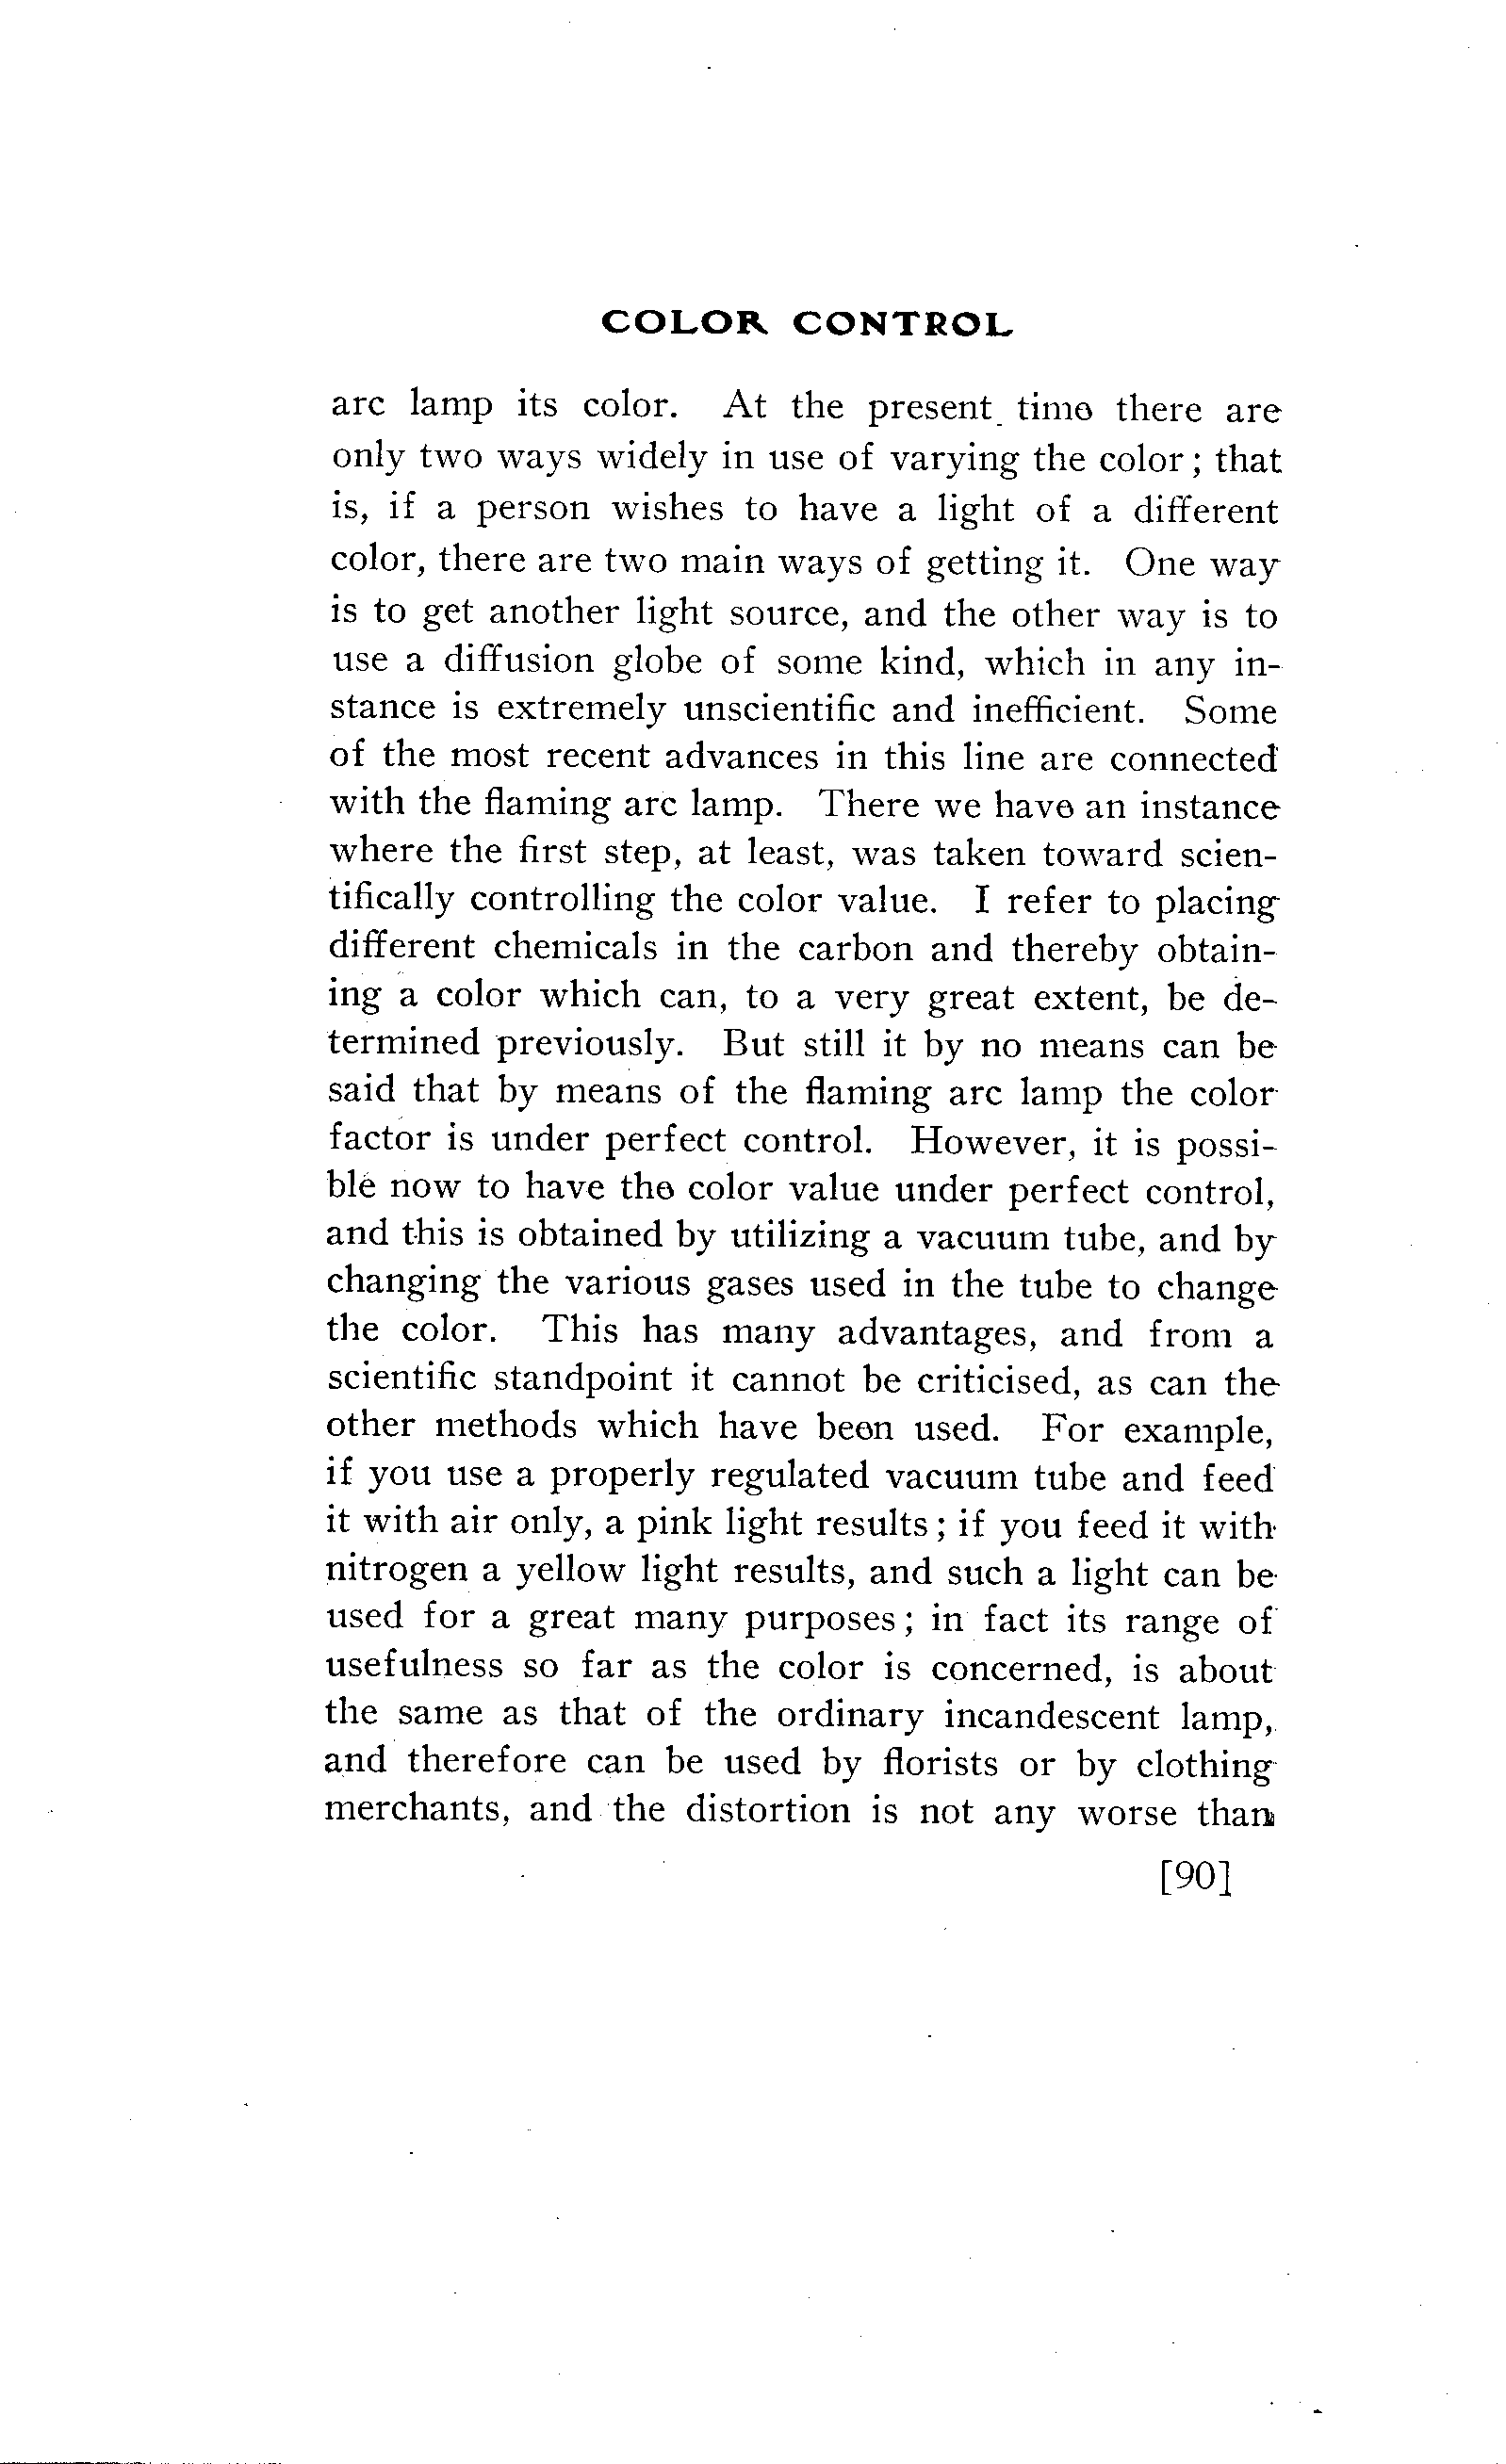 COLOR CONTROL
arc lamp its color. At the present time there are
only two ways widely in use of varying the color; that
is, if a person wishes to have a light of a different
color, there are two main ways of getting it. One way
is to get another light source, and the other way is to
use a diffusion globe of some kind, which in any in-
stance is extremely unscientific and inefficient. Some
of the most recent advances in this line are connected
with the flaming arc lamp. There we have an instance
where the first step, at least, was taken toward scien-
tifically controlling the color value. I refer to placing
different chemicals in the carbon and thereby obtain-
ing a color which can, to a very great extent, be de-
termined previously. But still it by no means can be
said that by means of the flaming arc lamp the color
factor is under perfect control. However, it is possi-
ble now to have the color value under perfect control,
and this is obtained by utilizing a vacuum tube, and by
changing the various gases used in the tube to change
the color. This has many advantages, and from a
scientific standpoint it cannot be criticised, as can the
other methods which have been used. For example,
if you use a properly regulated vacuum tube and feed
it with air only, a pink light results; if you feed it with
nitrogen a yellow light results, and such a light can be
used for a great many purposes; in fact its range of
usefulness so far as the color is concerned, is about
the same as that of the ordinary incandescent lamp,
and therefore can be used by florists or by clothing
merchants, and the distortion is not any worse than
[90]